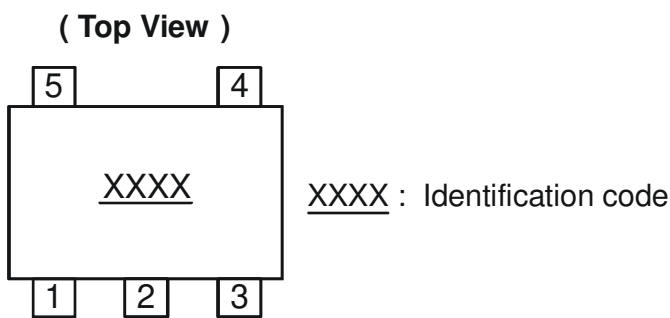 ( Top View )
5 4
XXXX
XXXX : Identification code
1 2 3